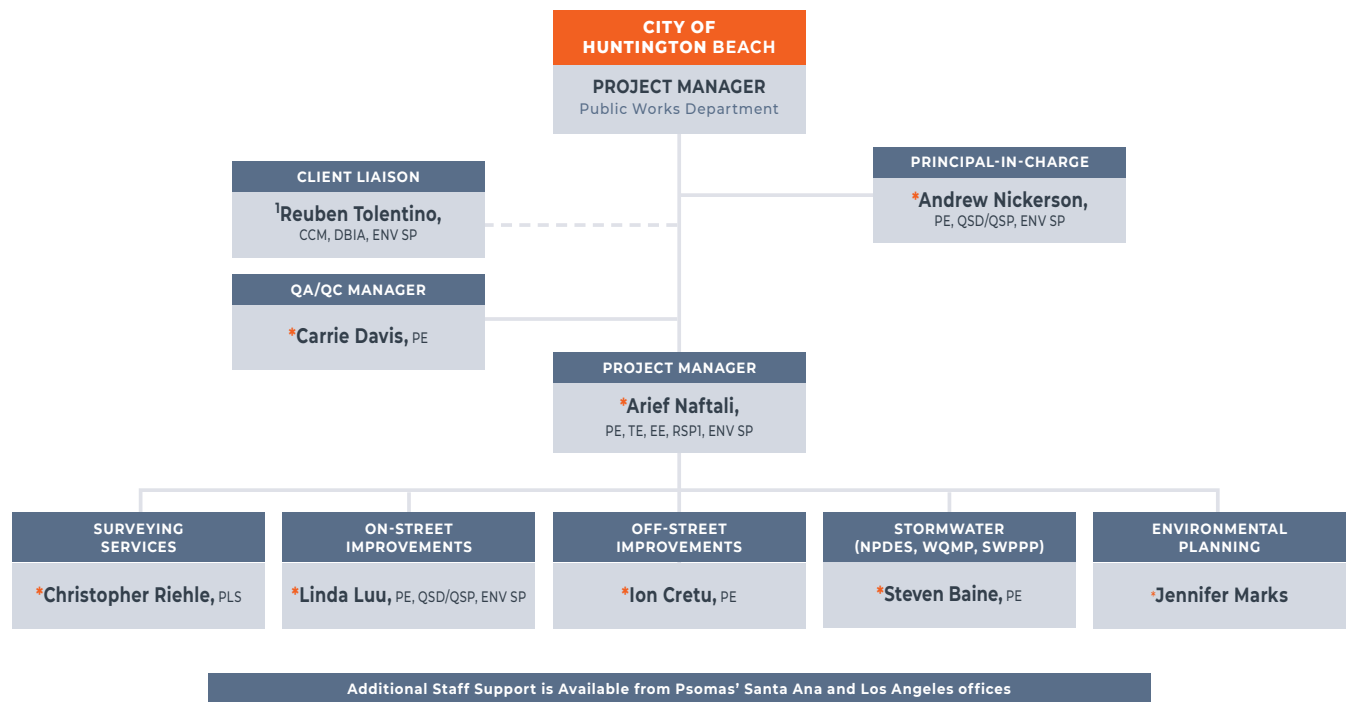 CITY OF
HUNTINGTON BEACH
PROJECT MANAGER
Public Works Department
CLIENT LIAISON
¹Reuben Tolentino,
CCM, DBIA, ENV SP
PRINCIPAL-IN-CHARGE
*Andrew Nickerson,
PE, QSD/QSP, ENV SP
QA/QC MANAGER
*Carrie Davis, PE
PROJECT MANAGER
*Arief Naftali,
PE, TE, EE, RSP1, ENV SP
SURVEYING
SERVICES
*Christopher Riehle, PLS
ON-STREET
IMPROVEMENTS
*Linda Luu, PE, QSD/QSP, ENV SP
OFF-STREET
IMPROVEMENTS
*Ion Cretu, PE
STORMWATER
(NPDES, WQMP, SWPPP)
*Steven Baine, PE
ENVIRONMENTAL
PLANNING
*Jennifer Marks
Additional Staff Support is Available from Psomas’ Santa Ana and Los Angeles offices